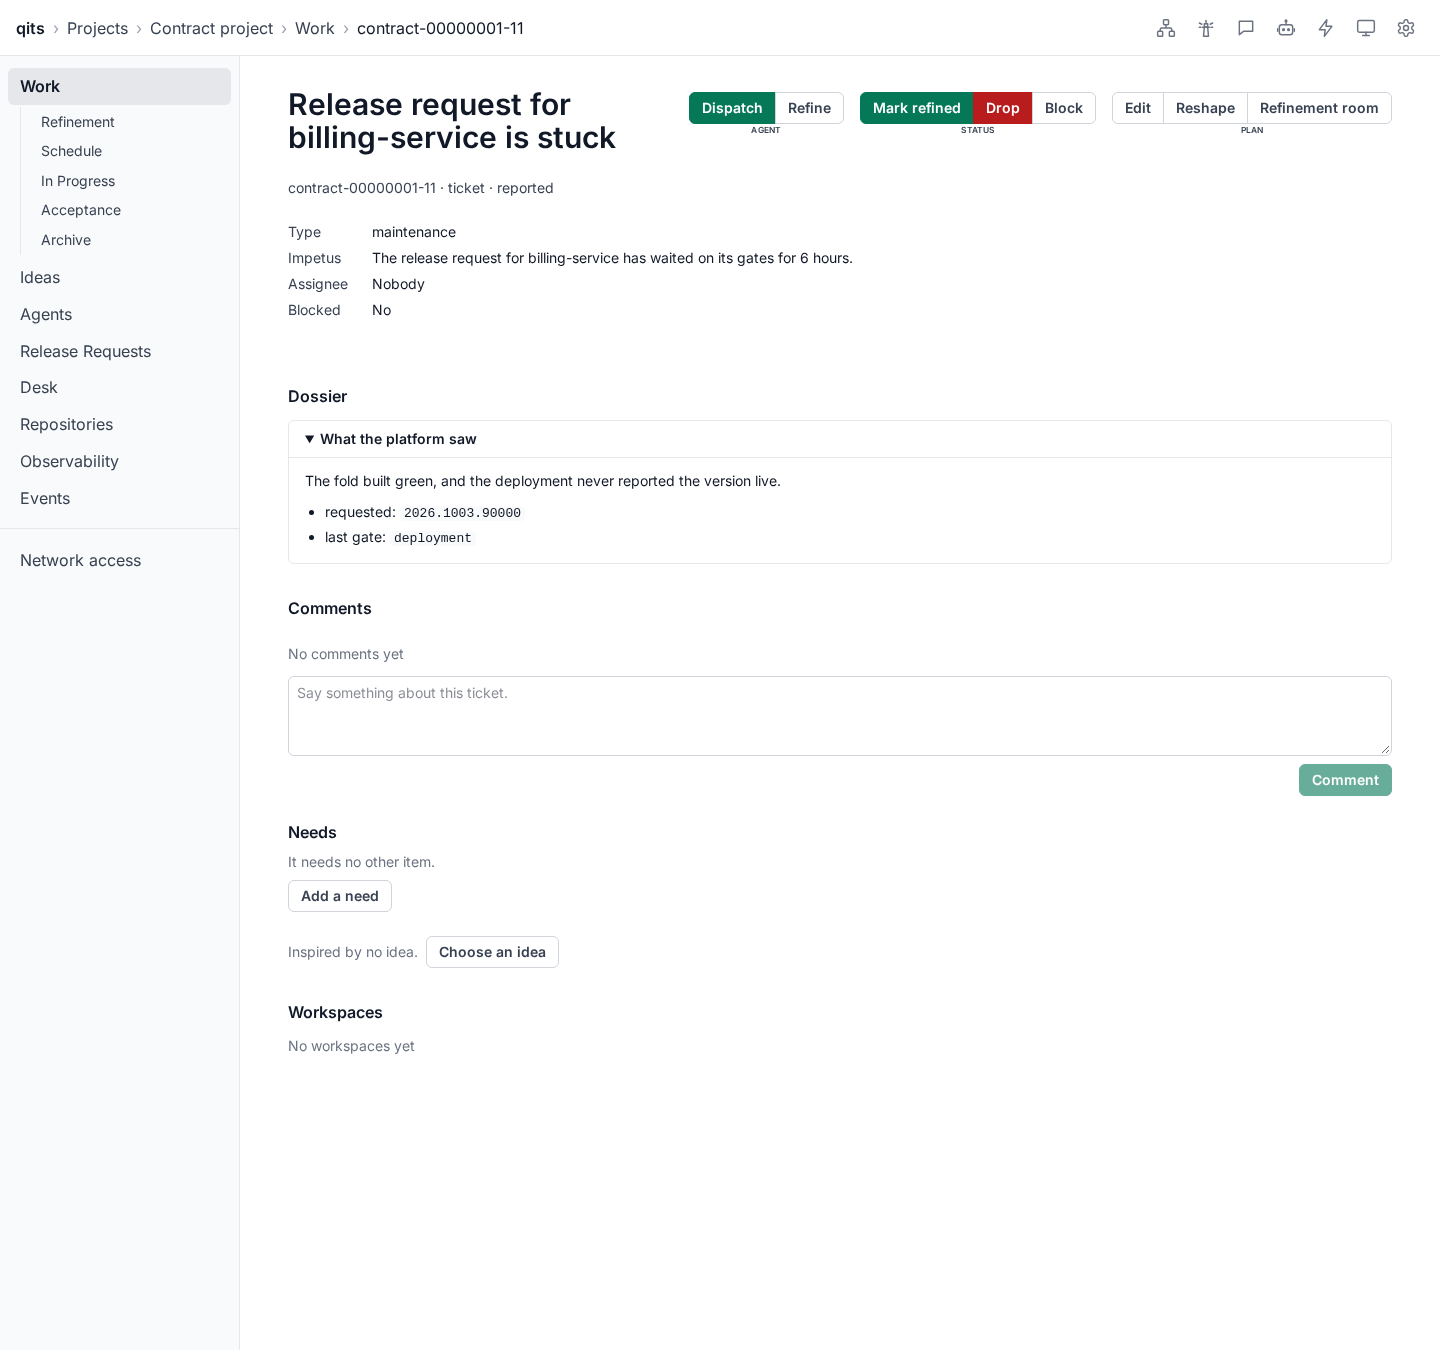 qits › Projects › Contract project › Work › contract-00000001-11
Work
Refinement
Schedule
In Progress
Acceptance
Archive
Ideas
Agents
Release Requests
Desk
Repositories
Observability
Events
Network access
Release request for
billing-service is stuck
Dispatch Refine
AGENT
Mark refined Drop Block
STATUS
Edit Reshape Refinement room
PLAN
contract-00000001-11 · ticket · reported
Type maintenance
Impetus The release request for billing-service has waited on its gates for 6 hours.
Assignee Nobody
Blocked No
Dossier
▼ What the platform saw
The fold built green, and the deployment never reported the version live.
• requested: 2026.1003.90000
• last gate: deployment
Comments
No comments yet
Say something about this ticket.
Comment
Needs
It needs no other item.
Add a need
Inspired by no idea. Choose an idea
Workspaces
No workspaces yet